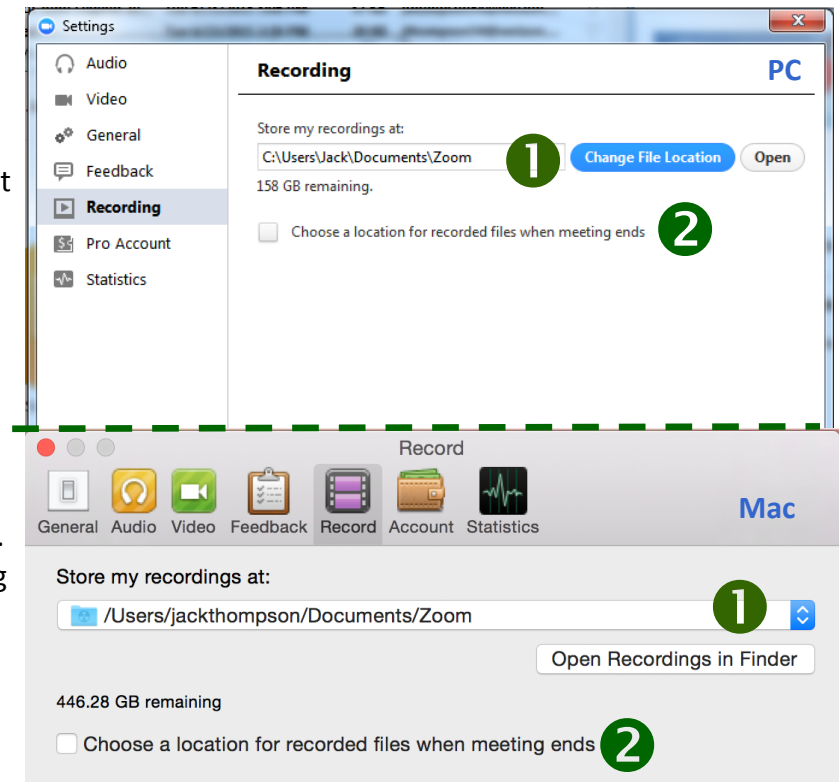 Settings
Audio
Video
General
Feedback
Recording
Pro Account
Statistics
Recording
PC
Store my recordings at:
C:\Users\Jack\Documents\Zoom 1 Change File Location Open
158 GB remaining.
Choose a location for recorded files when meeting ends 2
t
Record
General Audio Video Feedback Record Account Statistics
Mac
.
g
Store my recordings at:
/Users/jackthompson/Documents/Zoom 1
Open Recordings in Finder
446.28 GB remaining
Choose a location for recorded files when meeting ends 2